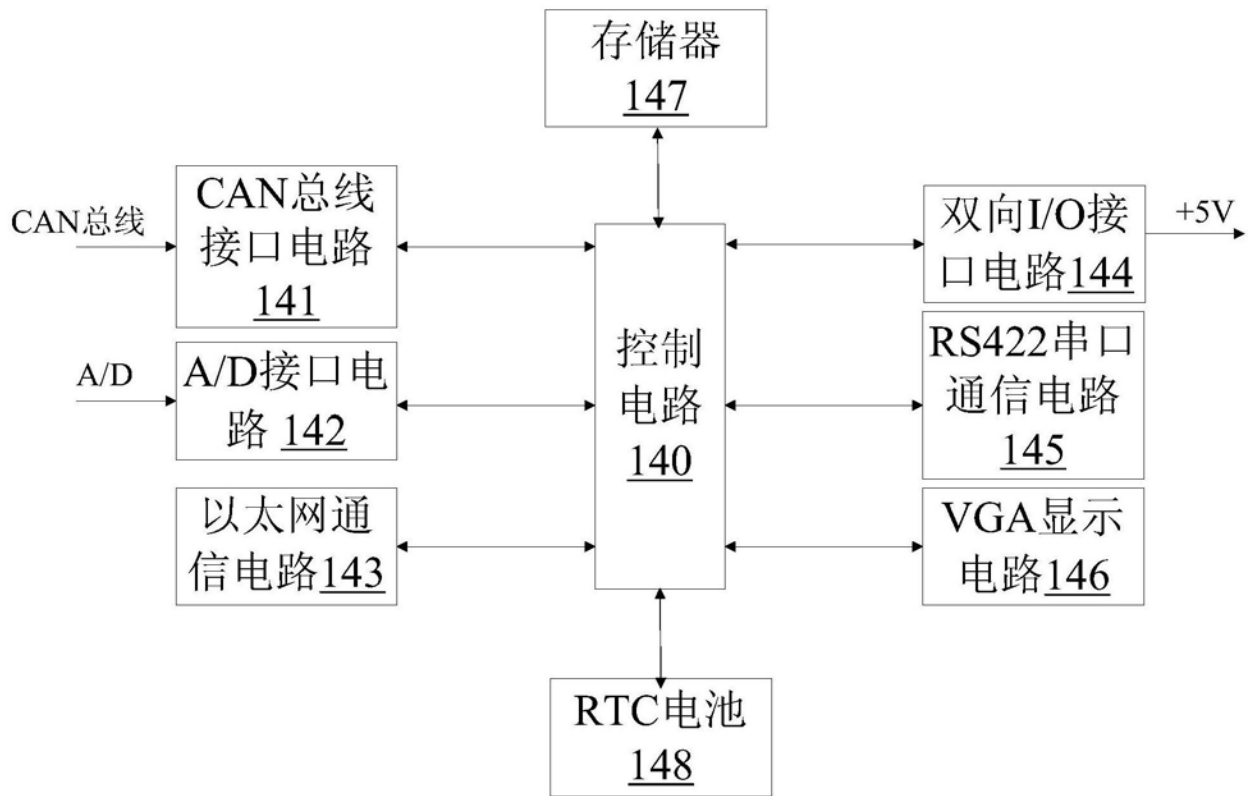 存储器
147
CAN总线
CAN总线
接口电路
141
双向I/O接
口电路144
+5V
A/D
A/D接口电
路 142
控制
电路
140
RS422串口
通信电路
145
以太网通
信电路143
VGA显示
电路146
RTC电池
148